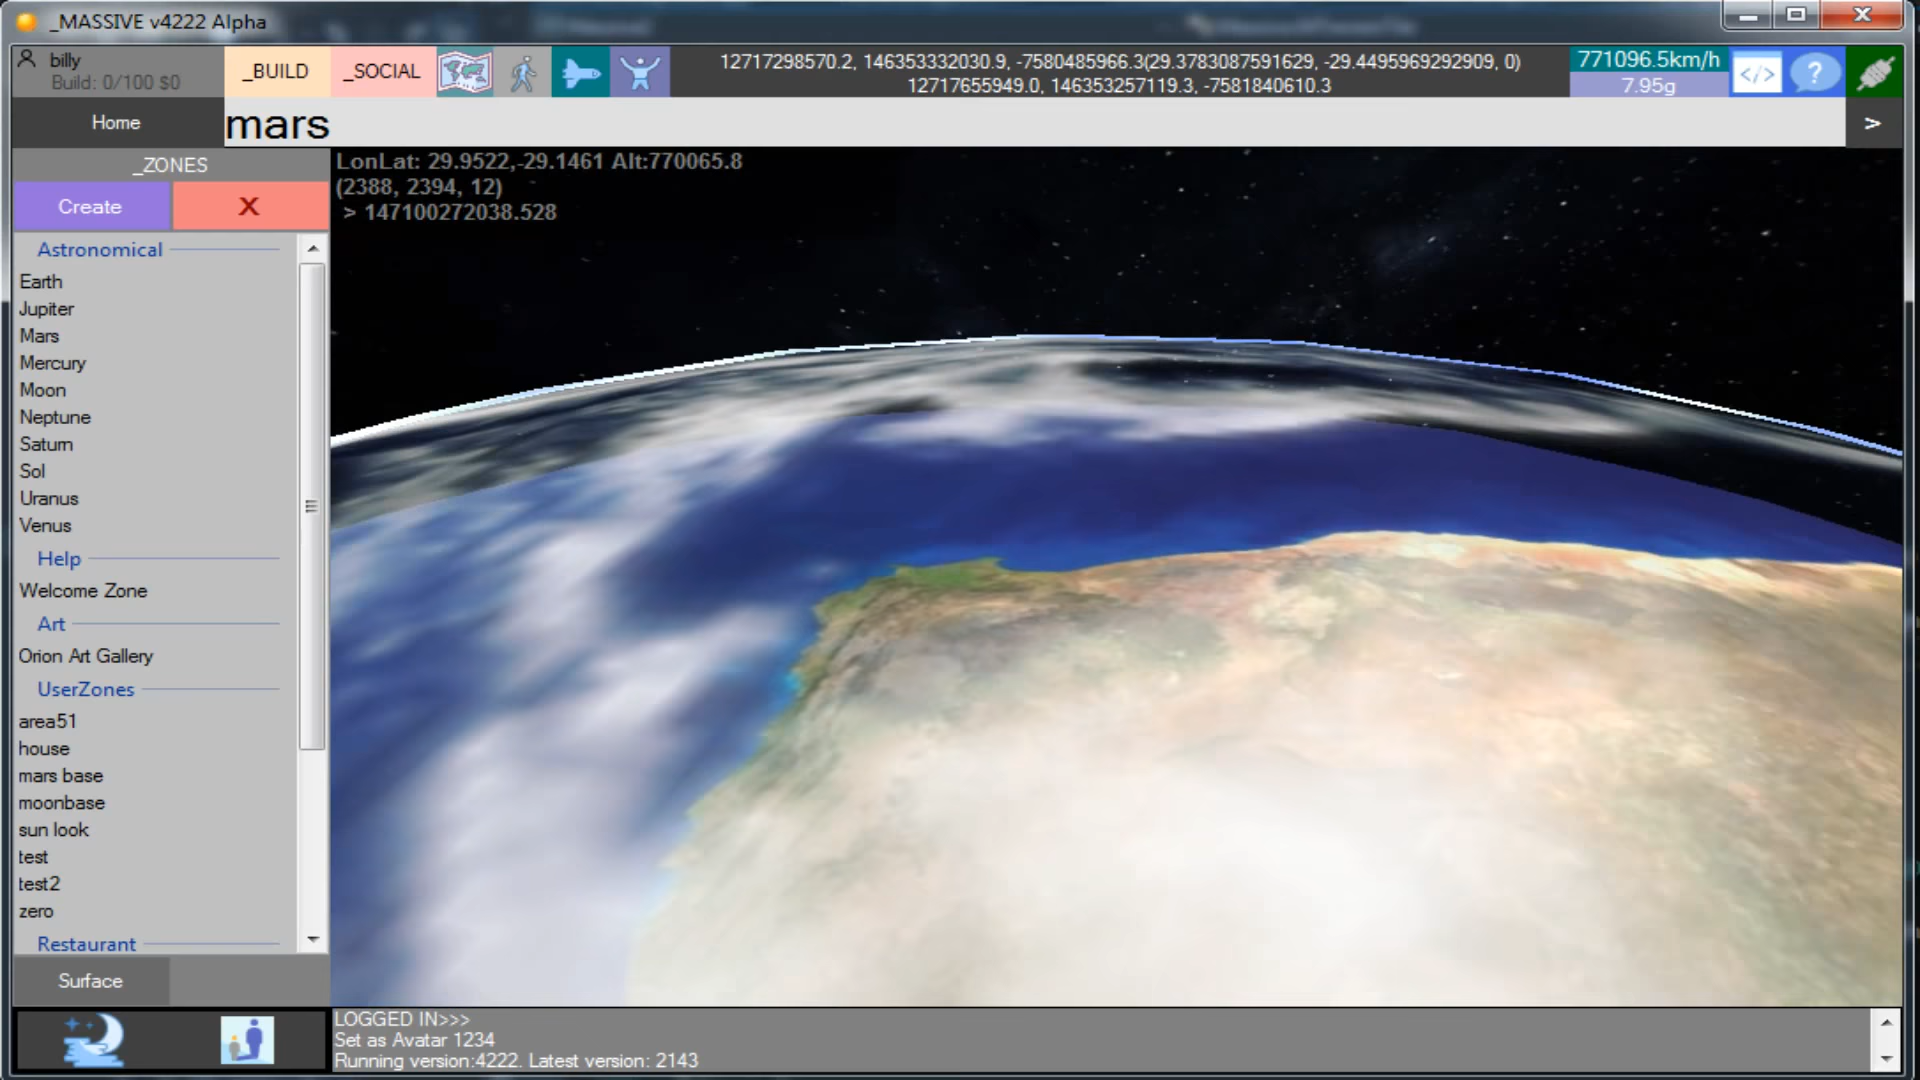 _MASSIVE v4222 Alpha
billy
Build: 0/100 $0
_BUILD
_SOCIAL
12717298570.2, 146353332030.9, -7580485966.3(29.3783087591629, -29.4495969292909, 0)
12717655949.0, 146353257119.3, -7581840610.3
771096.5km/h
7.95g
</>
?
Home
mars
>
_ZONES
Create
X
Astronomical
Earth
Jupiter
Mars
Mercury
Moon
Neptune
Saturn
Sol
Uranus
Venus
Help
Welcome Zone
Art
Orion Art Gallery
UserZones
area51
house
mars base
moonbase
sun look
test
test2
zero
Restaurant
Surface
LonLat: 29.9522,-29.1461 Alt:770065.8
(2388, 2394, 12)
> 147100272038.528
LOGGED IN>>>
Set as Avatar 1234
Running version:4222. Latest version: 2143